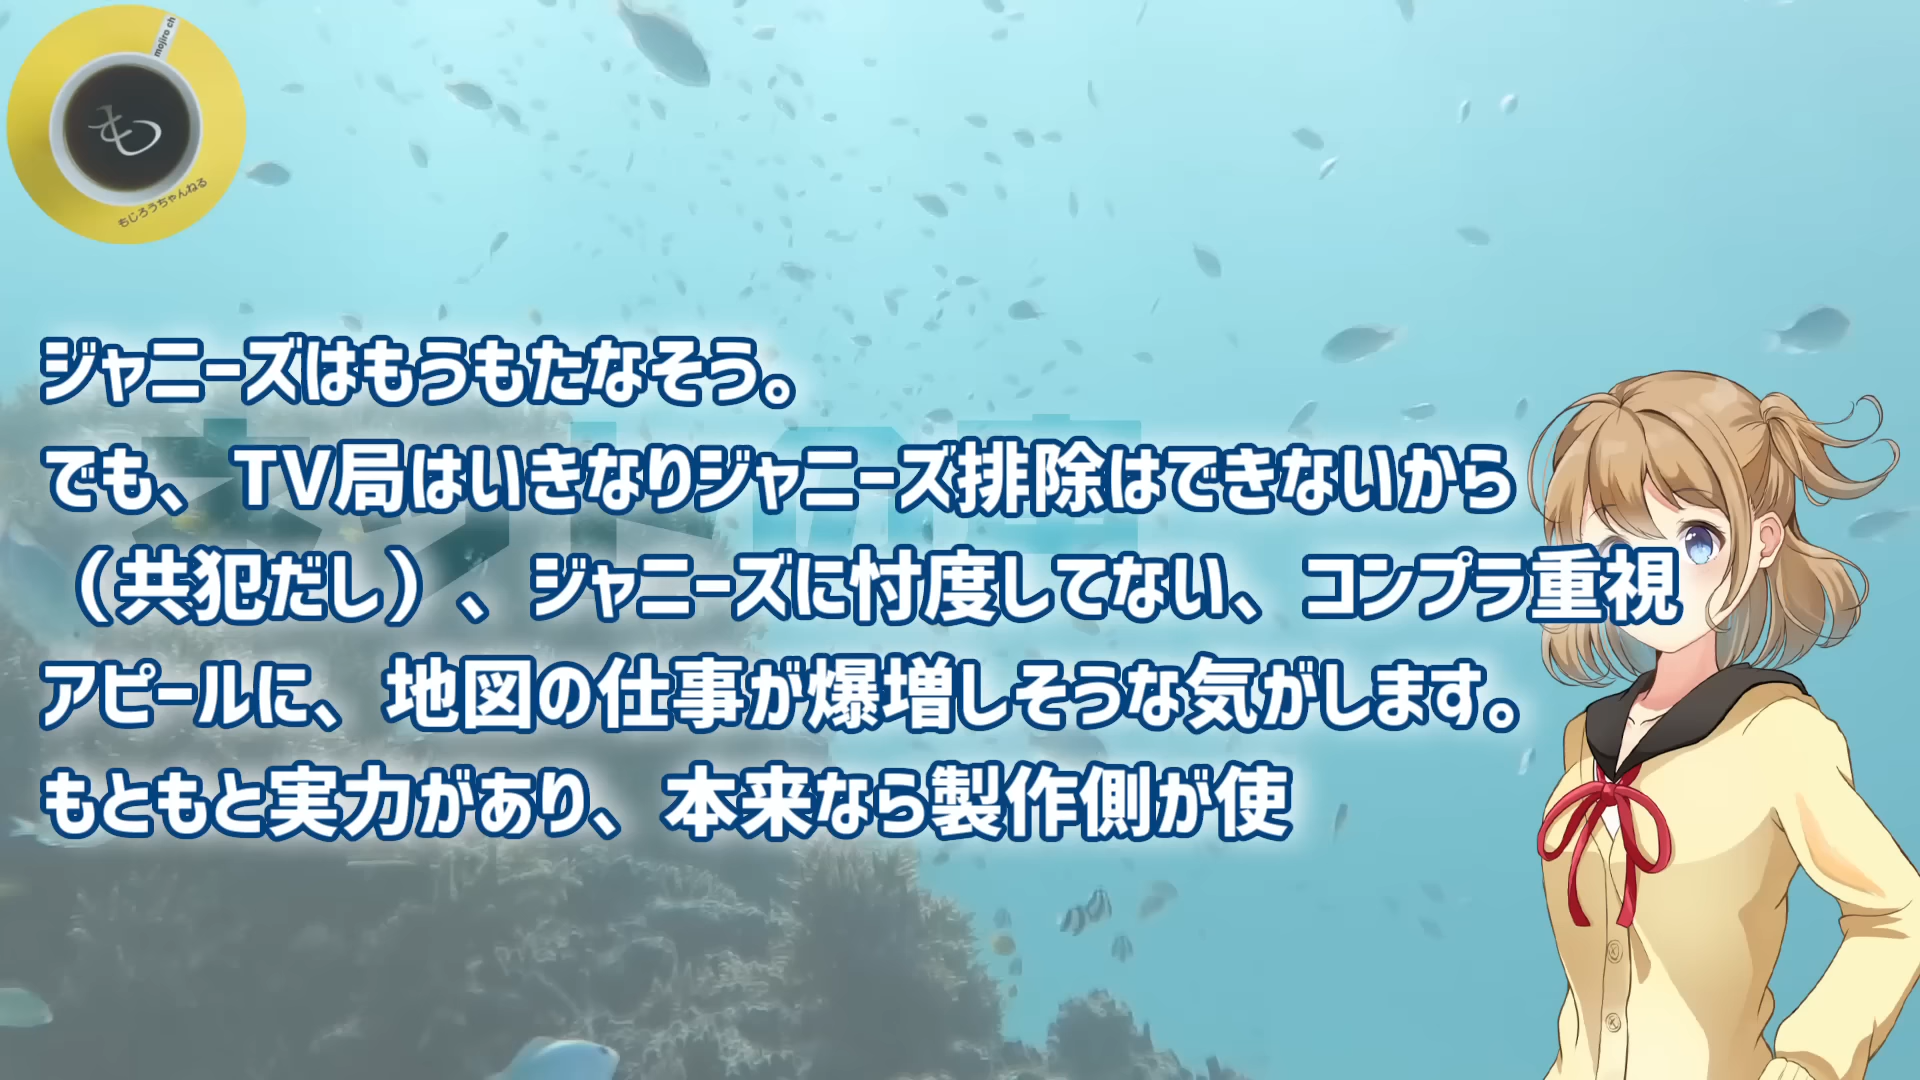 mojiro ch
も
もじろうちゃんねる
ジャニーズはもうもたなそう。
でも、TV局はいきなりジャニーズ排除はできないから
（共犯だし）、ジャニーズに忖度してない、コンプラ重視
アピールに、地図の仕事が爆増しそうな気がします。
もともと実力があり、本来なら製作側が使